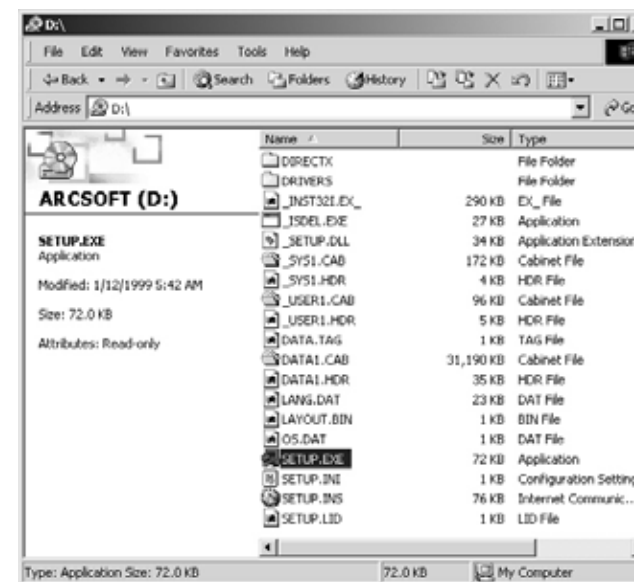 D:\
File Edit View Favorites Tools Help
Back Search Folders History
Address D:\ Go
ARCSOFT (D:)
SETUP.EXE
Application
Modified: 1/12/1999 5:42 AM
Size: 72.0 KB
Attributes: Read-only
Name Size Type
DIRECTX File Folder
DRIVERS File Folder
_INST32I.EX_ 290 KB EX_ File
_ISDEL.EXE 27 KB Application
_SETUP.DLL 34 KB Application Extension
_SYS1.CAB 172 KB Cabinet File
_SYS1.HDR 4 KB HDR File
_USER1.CAB 96 KB Cabinet File
_USER1.HDR 5 KB HDR File
DATA.TAG 1 KB TAG File
DATA1.CAB 31,190 KB Cabinet File
DATA1.HDR 35 KB HDR File
LANG.DAT 23 KB DAT File
LAYOUT.BIN 1 KB BIN File
OS.DAT 1 KB DAT File
SETUP.EXE 72 KB Application
SETUP.INI 1 KB Configuration Setting
SETUP.INS 76 KB Internet Communic...
SETUP.LID 1 KB LID File
Type: Application Size: 72.0 KB 72.0 KB My Computer